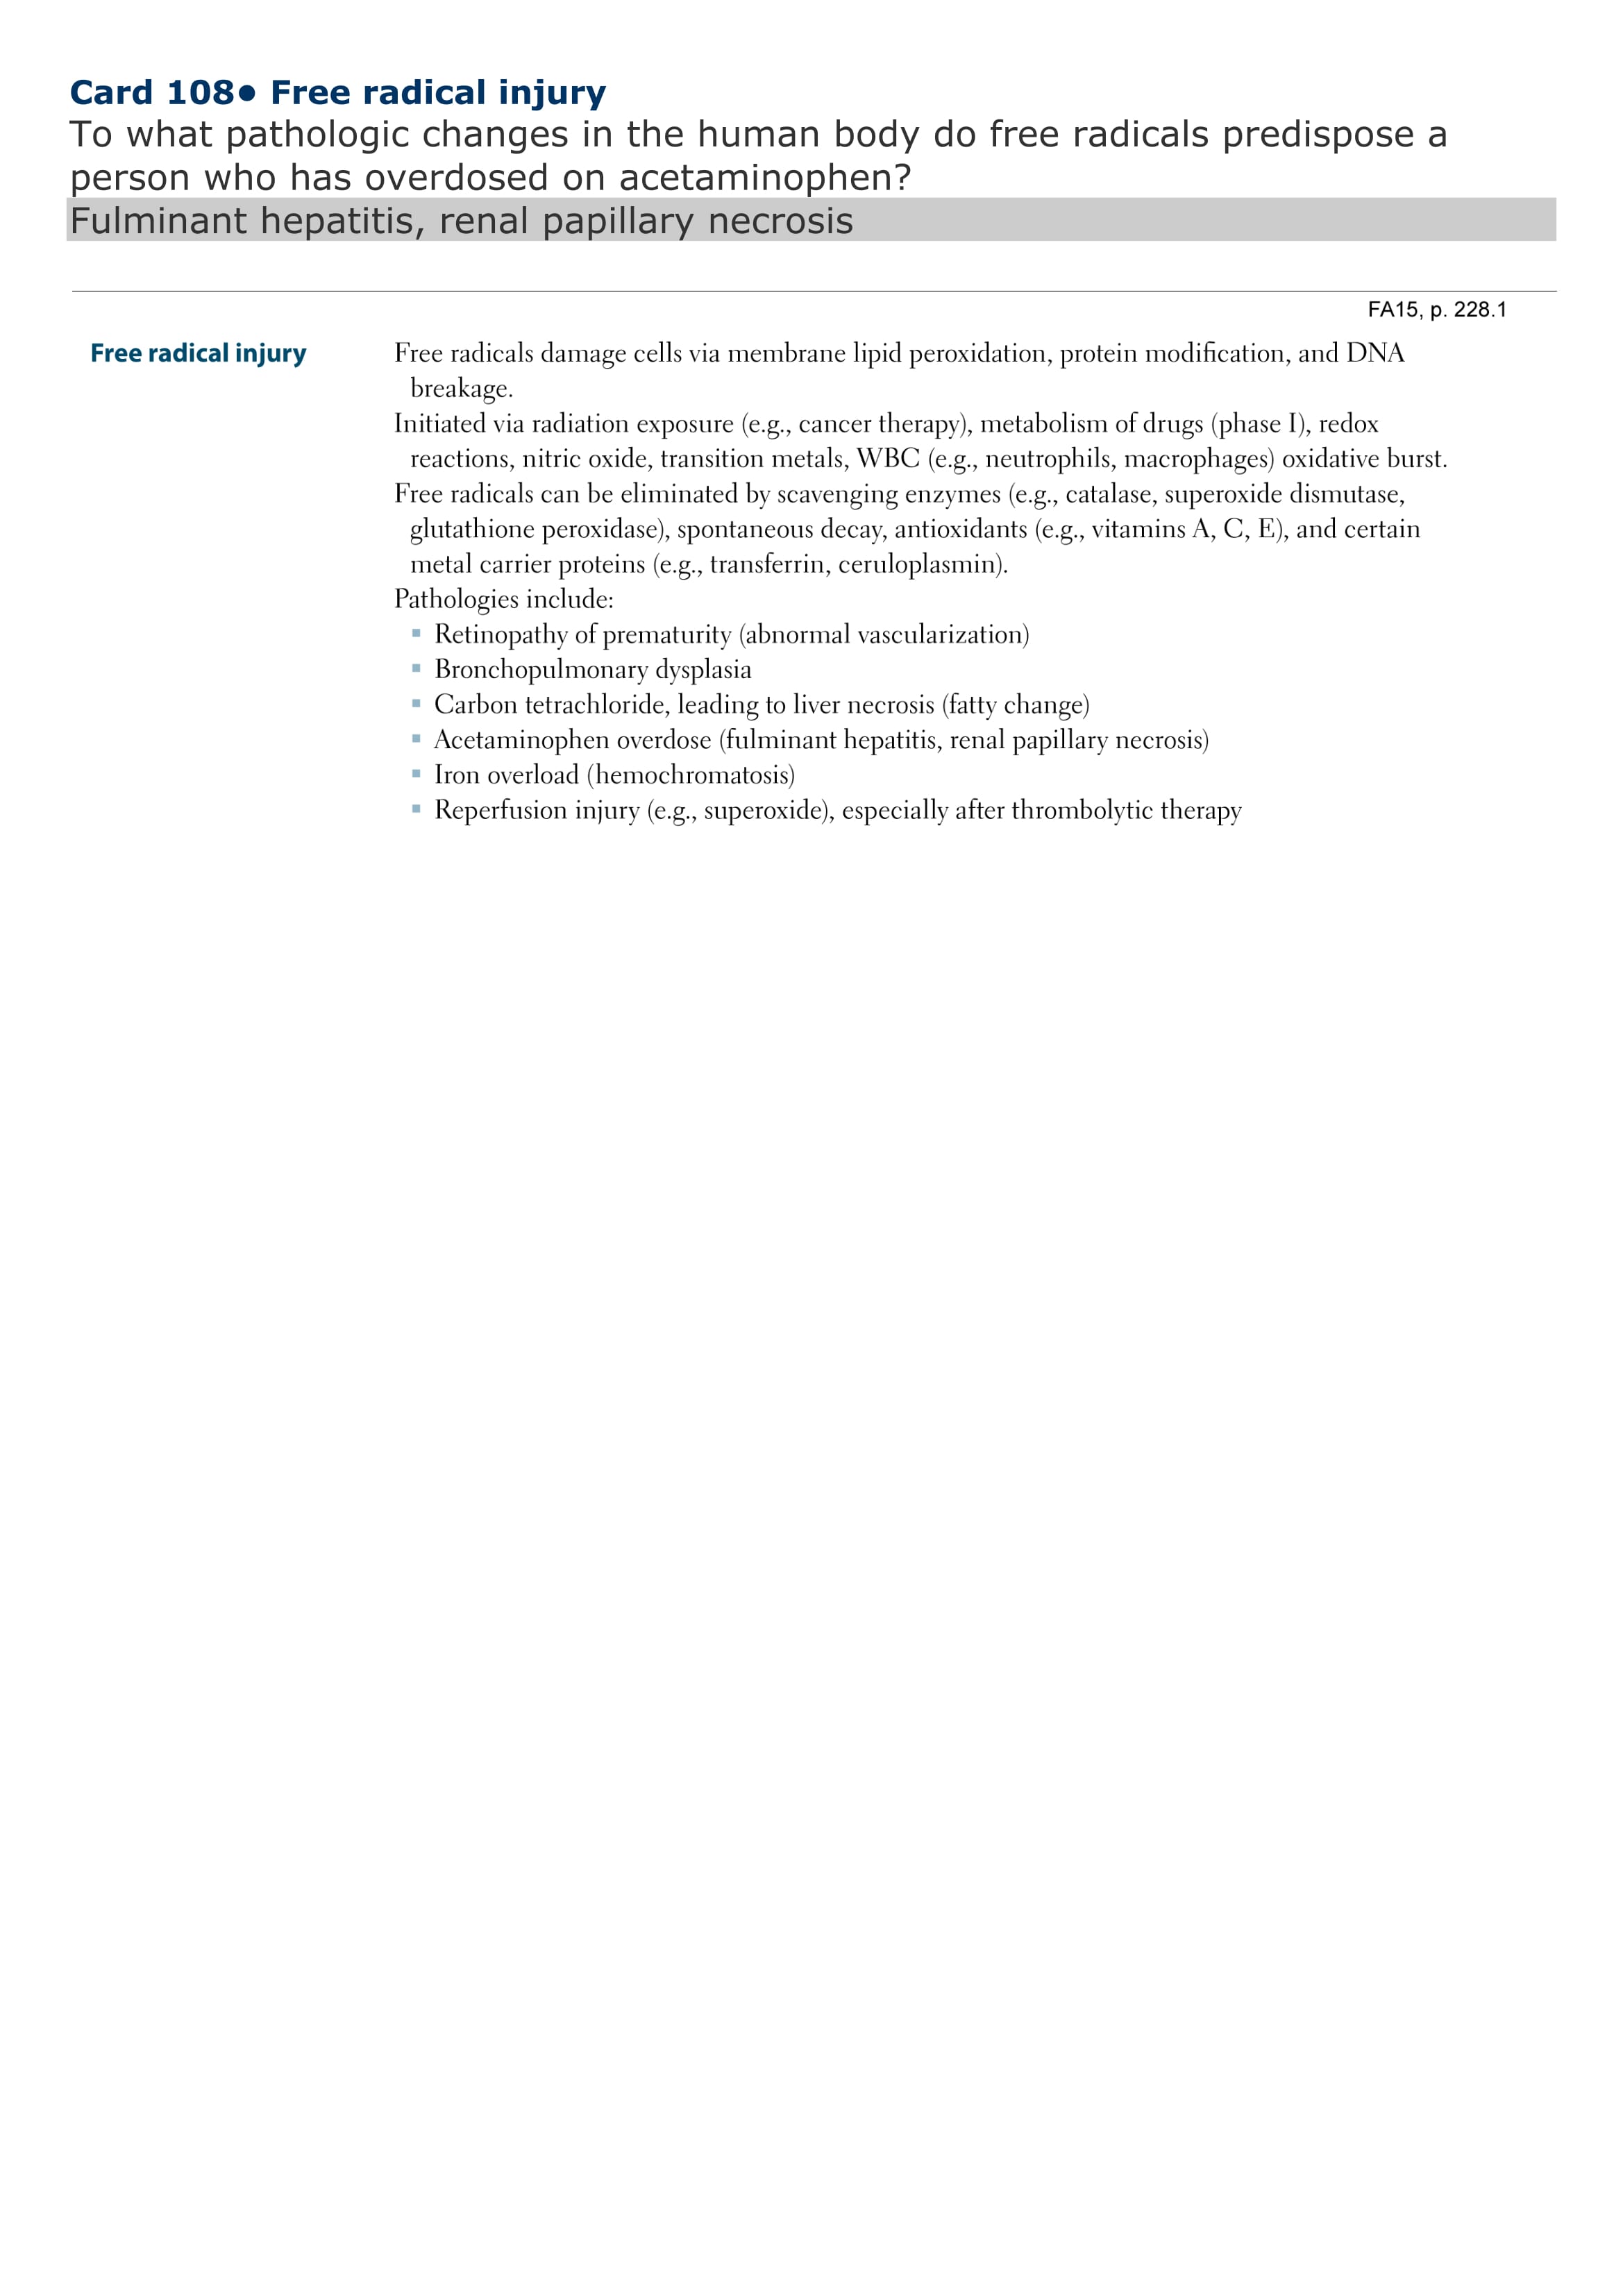 Card 108● Free radical injury
To what pathologic changes in the human body do free radicals predispose a
person who has overdosed on acetaminophen?
Fulminant hepatitis, renal papillary necrosis
FA15, p. 228.1
Free radical injury
Free radicals damage cells via membrane lipid peroxidation, protein modification, and DNA
breakage.
Initiated via radiation exposure (e.g., cancer therapy), metabolism of drugs (phase I), redox
reactions, nitric oxide, transition metals, WBC (e.g., neutrophils, macrophages) oxidative burst.
Free radicals can be eliminated by scavenging enzymes (e.g., catalase, superoxide dismutase,
glutathione peroxidase), spontaneous decay, antioxidants (e.g., vitamins A, C, E), and certain
metal carrier proteins (e.g., transferrin, ceruloplasmin).
Pathologies include:
▪ Retinopathy of prematurity (abnormal vascularization)
▪ Bronchopulmonary dysplasia
▪ Carbon tetrachloride, leading to liver necrosis (fatty change)
▪ Acetaminophen overdose (fulminant hepatitis, renal papillary necrosis)
▪ Iron overload (hemochromatosis)
▪ Reperfusion injury (e.g., superoxide), especially after thrombolytic therapy